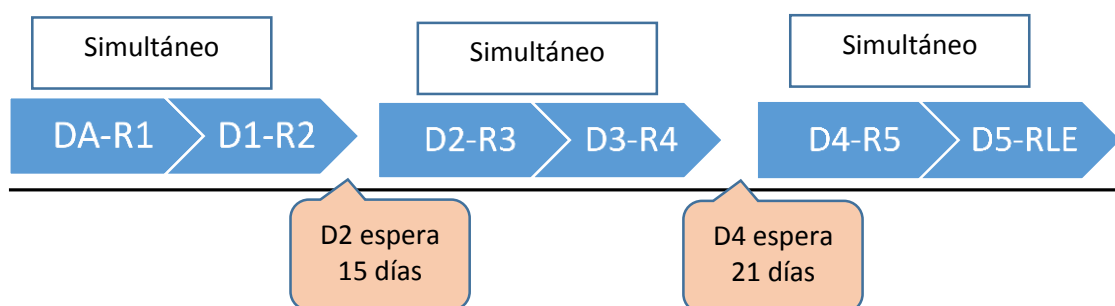 Simultáneo
Simultáneo
Simultáneo
DA-R1
D1-R2
D2-R3
D3-R4
D4-R5
D5-RLE
D2 espera
15 días
D4 espera
21 días